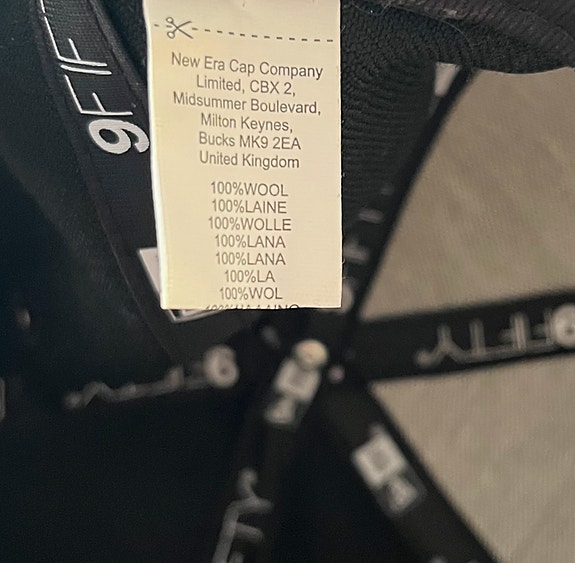 New Era Cap Company
Limited, CBX 2,
Midsummer Boulevard,
Milton Keynes,
Bucks MK9 2EA
United Kingdom
100%WOOL
100%LAINE
100%WOLLE
100%LANA
100%LANA
100%LA
100%WOL
9FIF
9FIFTY
9FIFTY